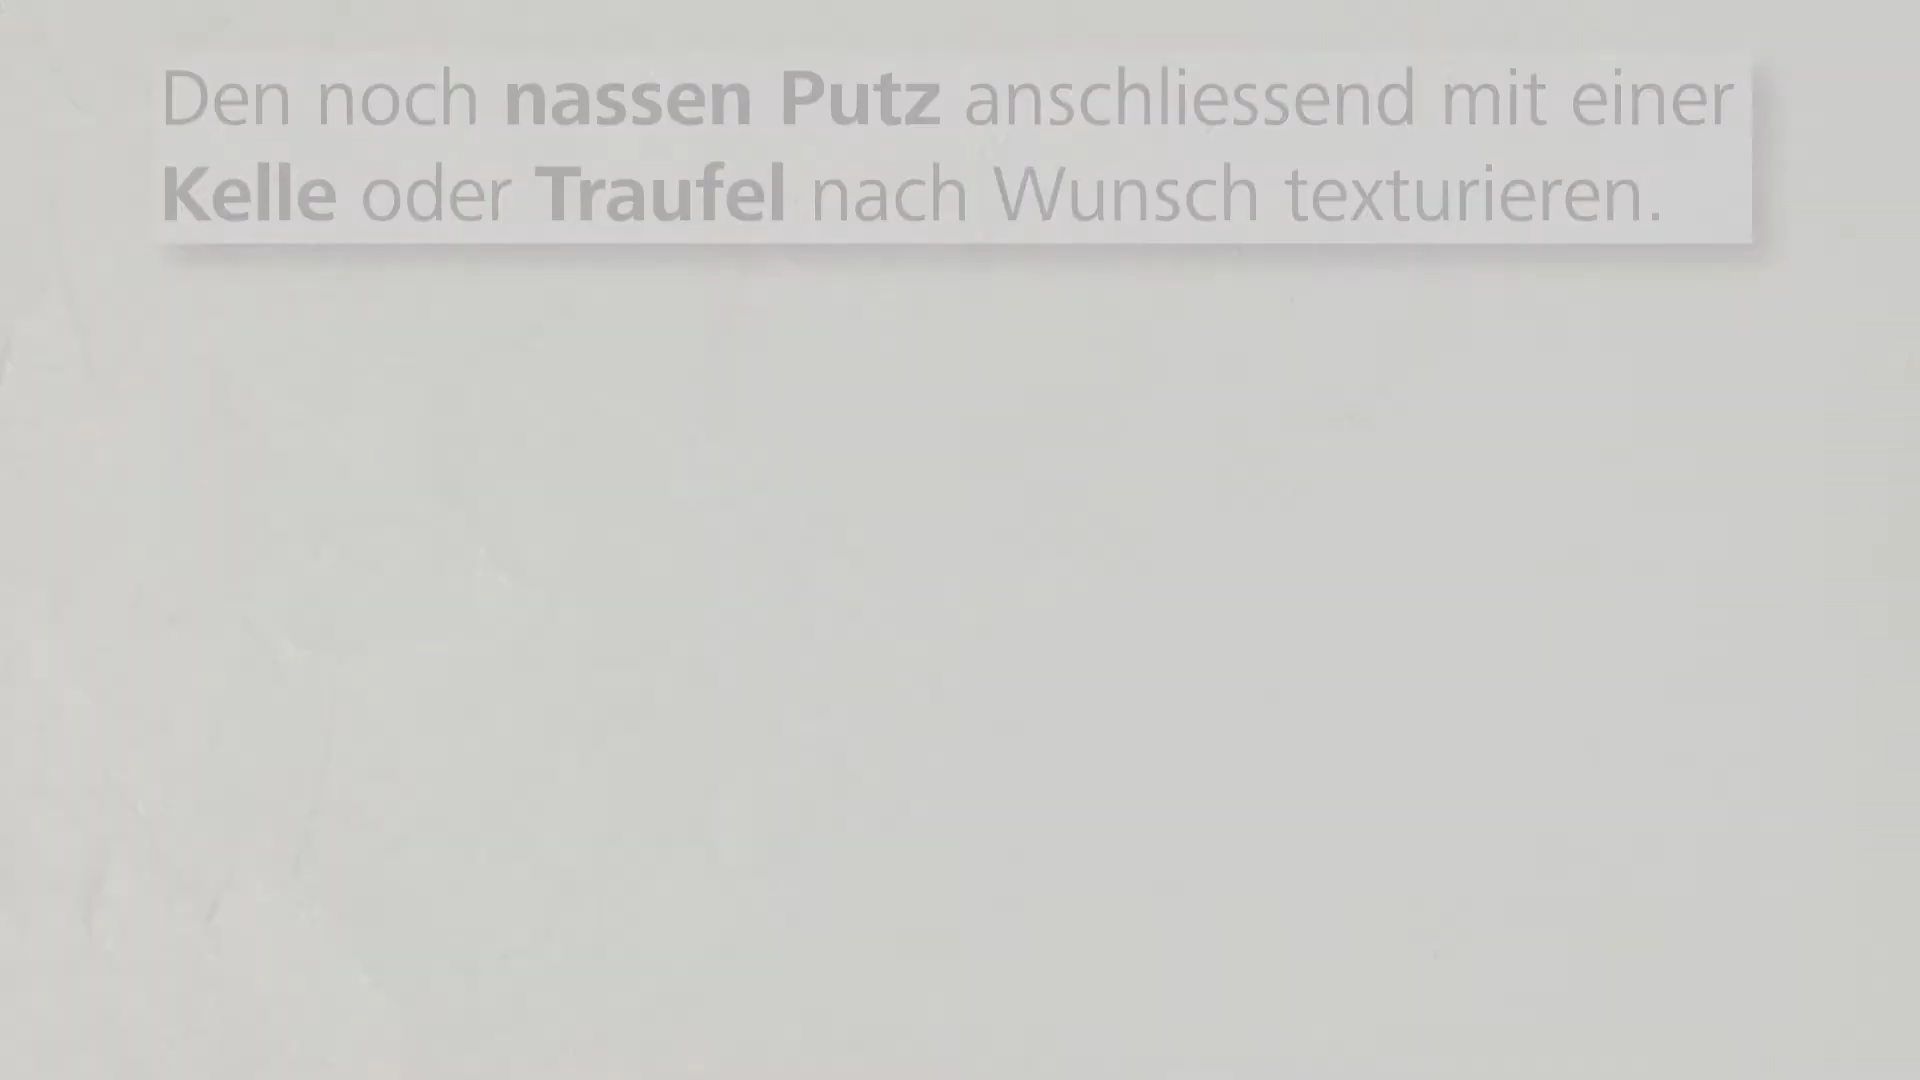 Den noch nassen Putz anschliessend mit einer
Kelle oder Traufel nach Wunsch texturieren.